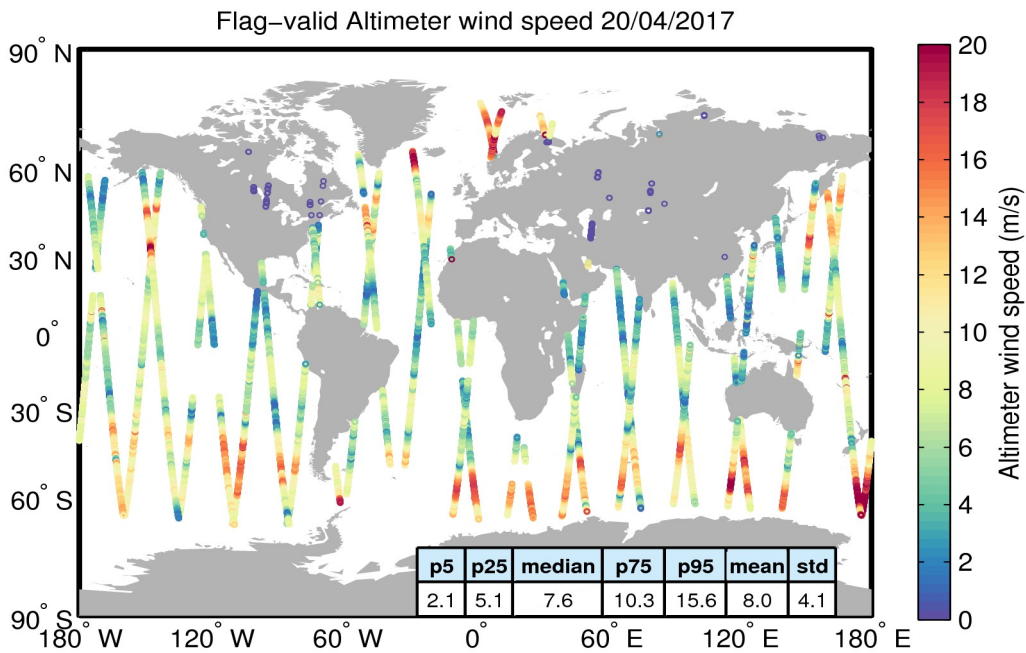 Flag−valid Altimeter wind speed 20/04/2017
90° N
60° N
30° N
0°
30° S
60° S
90° S
180° W
120° W
60° W
0°
60° E
120° E
180° E
p5 p25 median p75 p95 mean std
2.1 5.1 7.6 10.3 15.6 8.0 4.1
20
18
16
14
12
10
8
6
4
2
0
Altimeter wind speed (m/s)